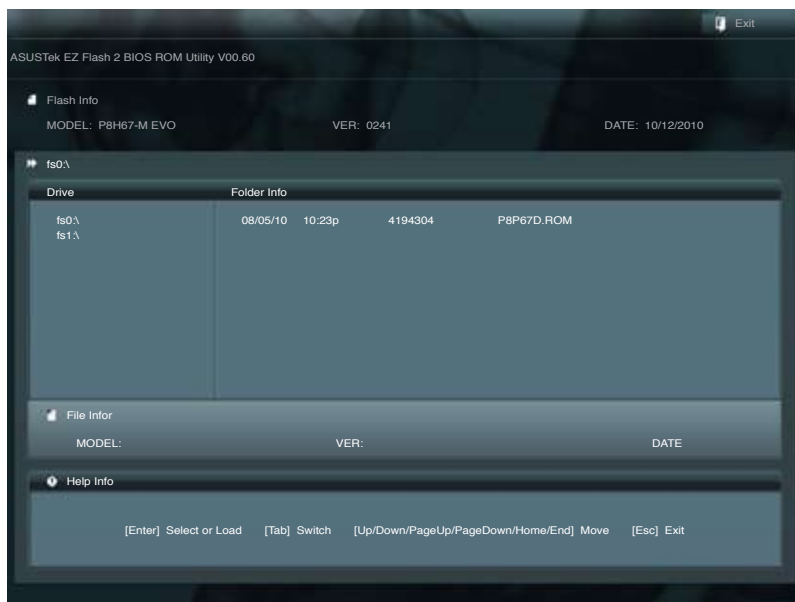 Exit
ASUSTek EZ Flash 2 BIOS ROM Utility V00.60
Flash Info
MODEL: P8H67-M EVO VER: 0241 DATE: 10/12/2010
fs0:\
Drive Folder Info
fs0:\ 08/05/10 10:23p 4194304 P8P67D.ROM
fs1:\
File Infor
MODEL: VER: DATE
Help Info
[Enter] Select or Load [Tab] Switch [Up/Down/PageUp/PageDown/Home/End] Move [Esc] Exit